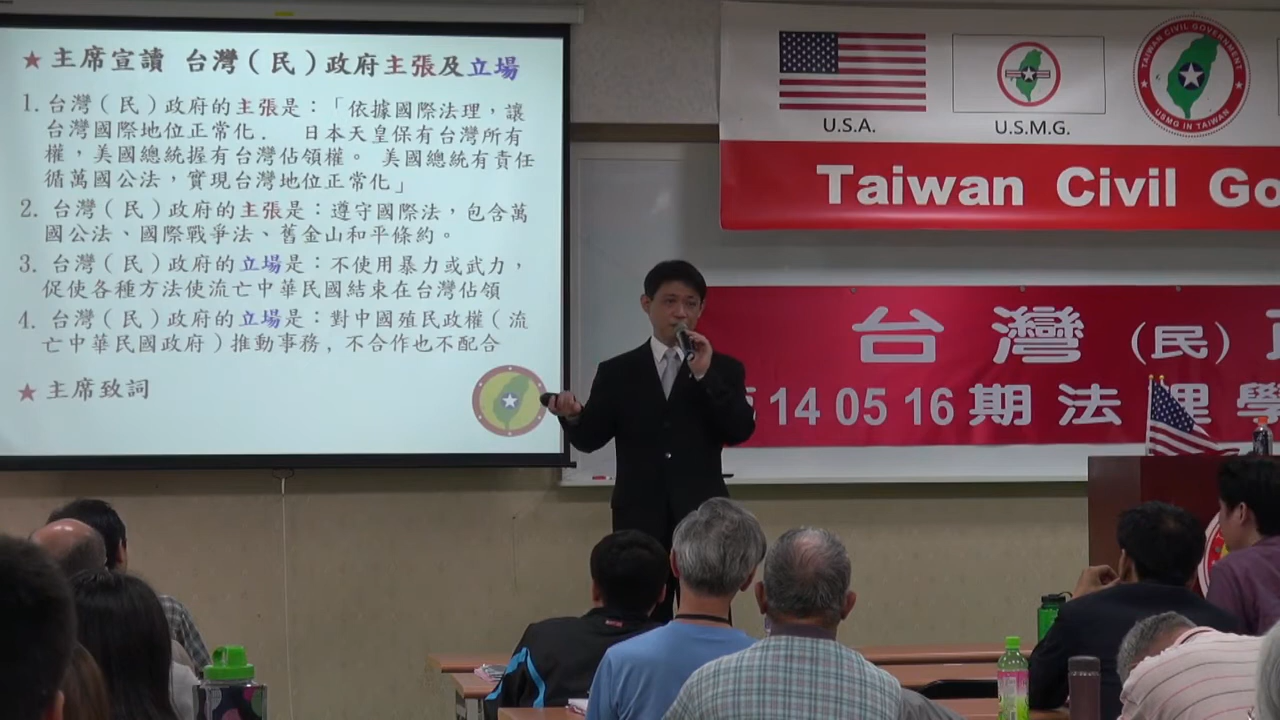 ★ 主席宣讀 台灣(民)政府主張及立場
1. 台灣(民)政府的主張是:「依據國際法理,讓
台灣國際地位正常化. 日本天皇保有台灣所有
權,美國總統握有台灣佔領權。 美國總統有責任
循萬國公法,實現台灣地位正常化」
2. 台灣(民)政府的主張是:遵守國際法,包含萬
國公法、國際戰爭法、舊金山和平條約。
3. 台灣(民)政府的立場是:不使用暴力或武力,
促使各種方法使流亡中華民國結束在台灣佔領
4. 台灣(民)政府的立場是:對中國殖民政權(流
亡中華民國政府)推動事務,不合作也不配合
★ 主席致詞
U.S.A.
U.S.M.G.
TAIWAN CIVIL GOVERNMENT
USMG IN TAIWAN
Taiwan Civil Go
台灣(民)
14 05 16期法理學